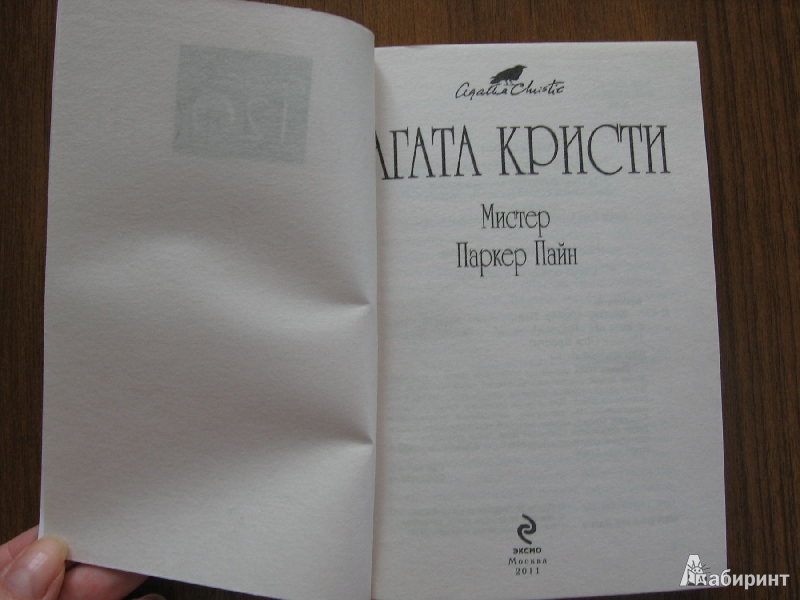 Agatha Christie
АГАТА КРИСТИ
Мистер
Паркер Пайн
ЭКСМО
Москва
2011
Лабиринт